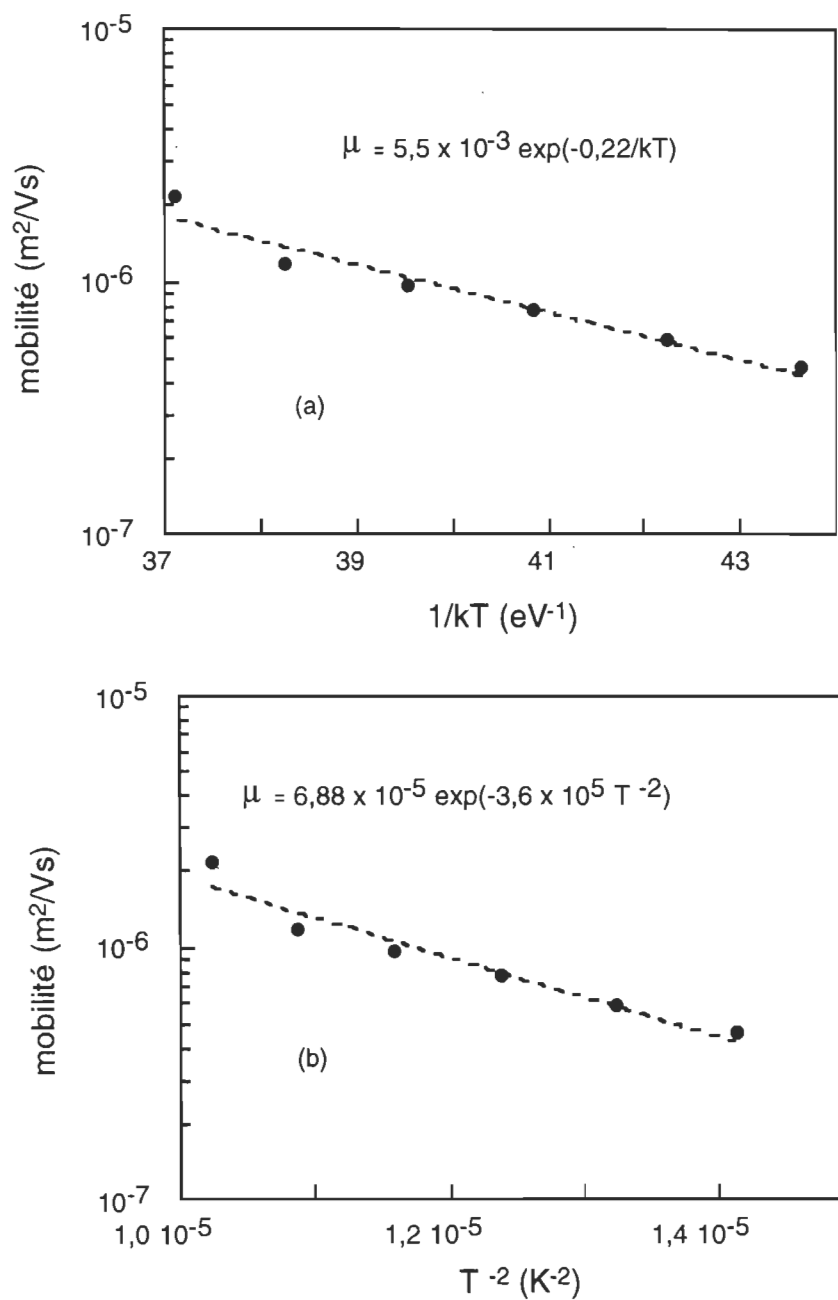 10-5
μ = 5,5 x 10-3 exp(-0,22/kT)
mobilité (m2/Vs)
10-6
(a)
10-7
37 39 41 43
1/kT (eV-1)
10-5
μ = 6,88 x 10-5 exp(-3,6 x 105 T -2)
mobilité (m2/Vs)
10-6
(b)
10-7
1,0 10-5 1,2 10-5 1,4 10-5
T -2 (K-2)